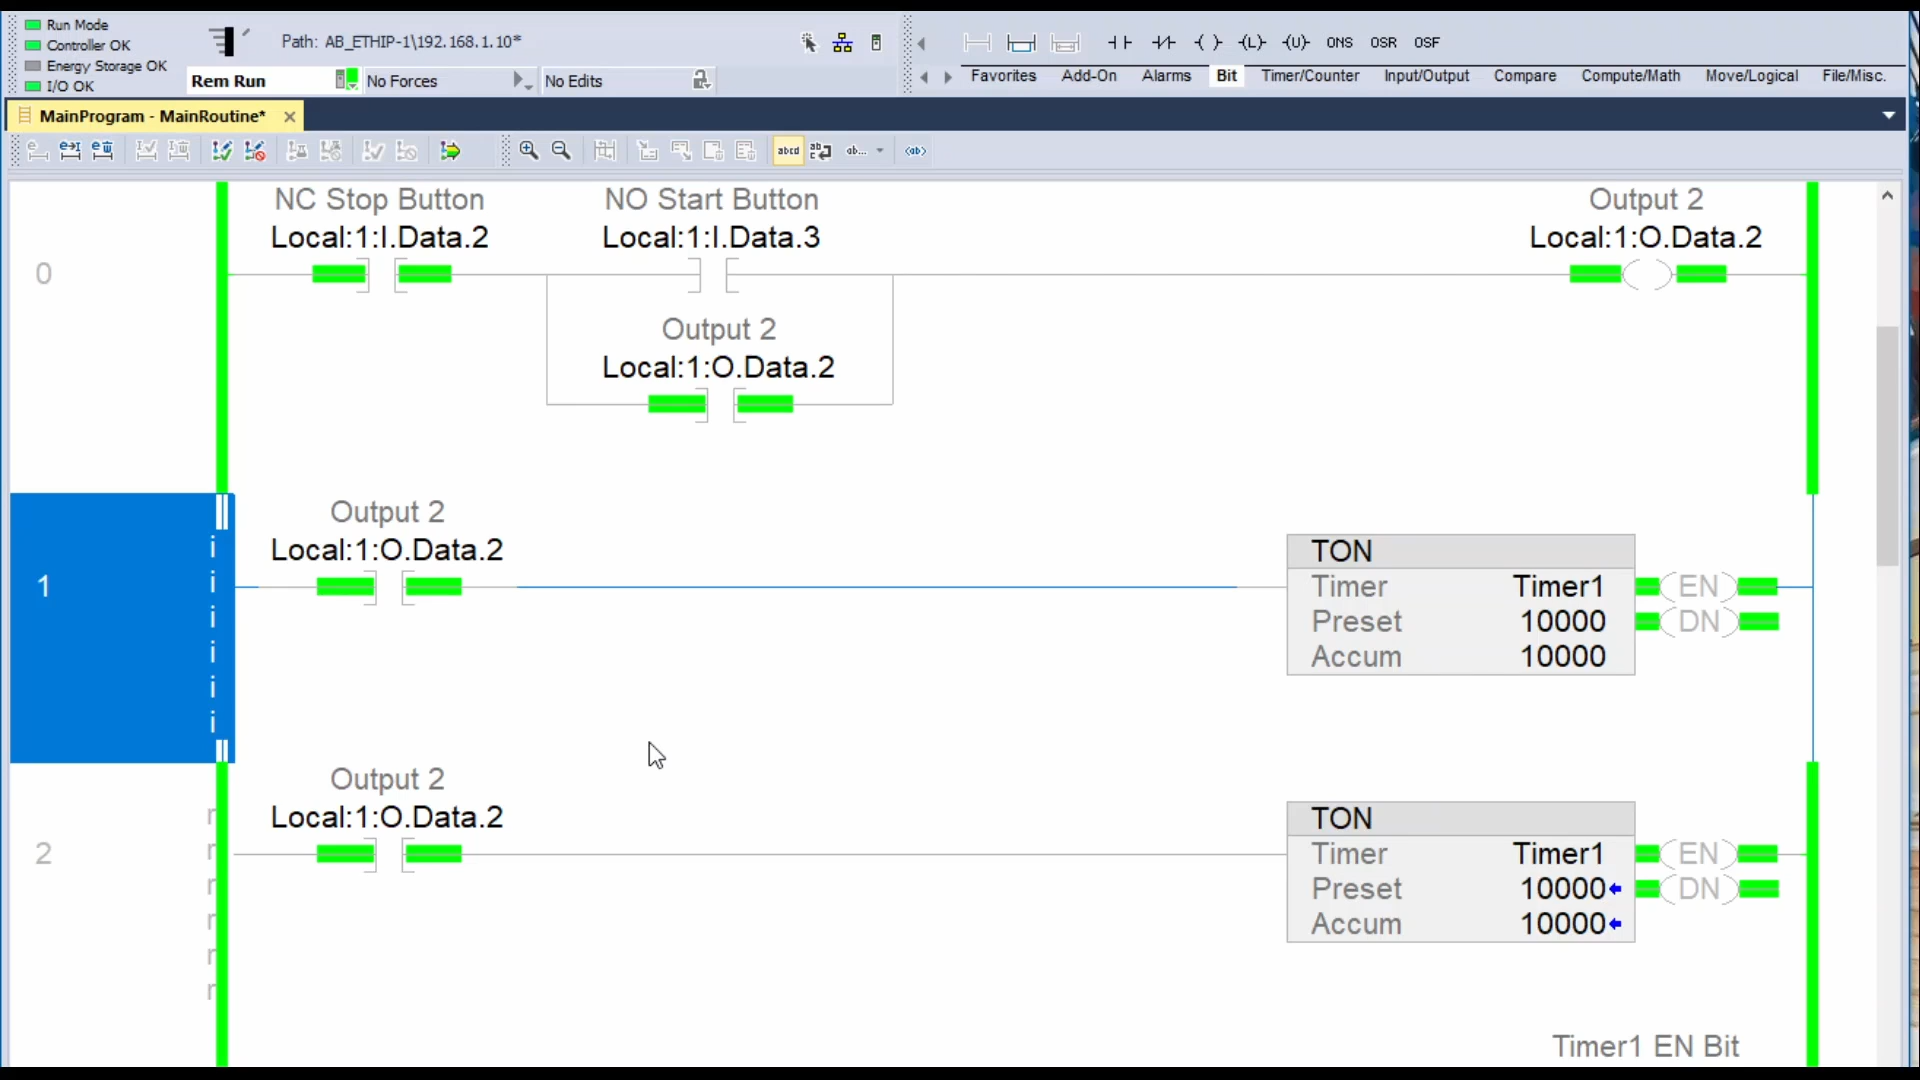 Run Mode
Controller OK
Energy Storage OK
I/O OK
Path: AB_ETHIP-1\192.168.1.10*
Rem Run
No Forces
No Edits
ONS OSR OSF
Favorites Add-On Alarms Bit Timer/Counter Input/Output Compare Compute/Math Move/Logical File/Misc.
MainProgram - MainRoutine*
abcd
ab...
<ab>
NC Stop Button
Local:1:I.Data.2
NO Start Button
Local:1:I.Data.3
Output 2
Local:1:O.Data.2
0
Output 2
Local:1:O.Data.2
1
i
i
i
i
i
i
Output 2
Local:1:O.Data.2
TON
Timer Timer1
Preset 10000
Accum 10000
EN
DN
2
r
r
r
r
r
r
Output 2
Local:1:O.Data.2
TON
Timer Timer1
Preset 10000
Accum 10000
EN
DN
Timer1 EN Bit